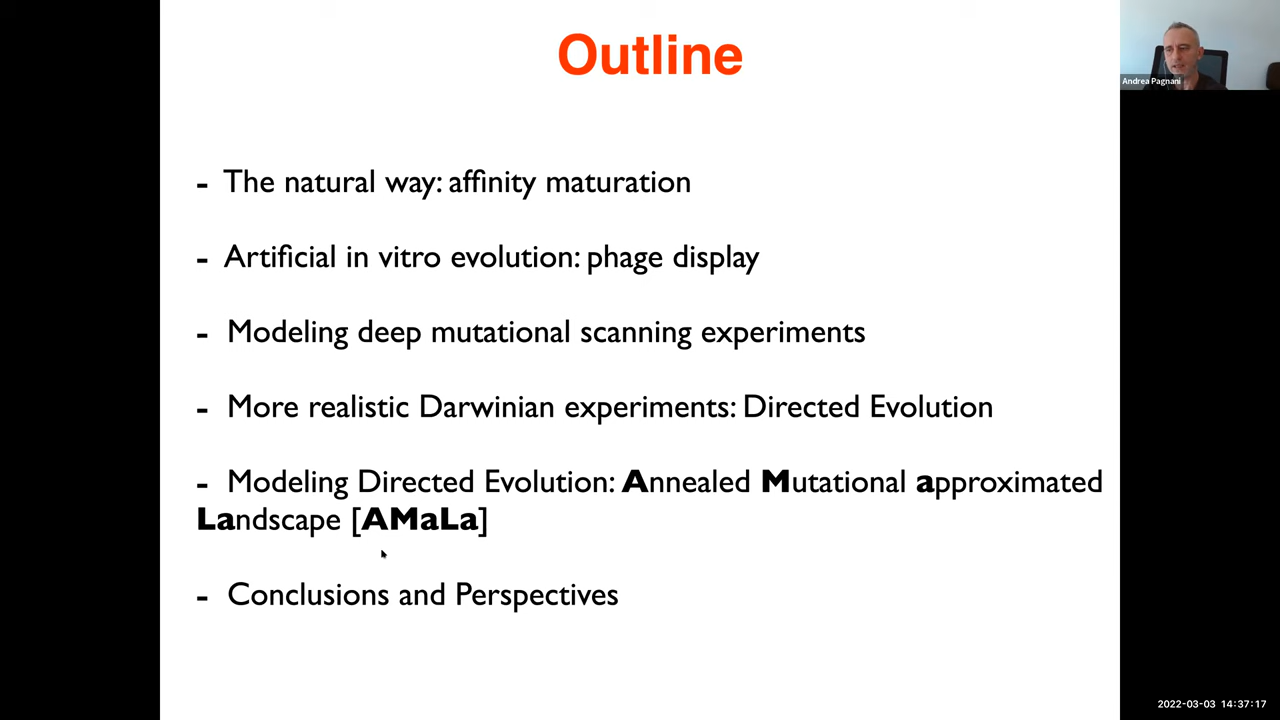 Outline
Andrea Pagnani
- The natural way: affinity maturation
- Artificial in vitro evolution: phage display
- Modeling deep mutational scanning experiments
- More realistic Darwinian experiments: Directed Evolution
- Modeling Directed Evolution: Annealed Mutational approximated
Landscape [AMaLa]
- Conclusions and Perspectives
2022-03-03 14:37:17